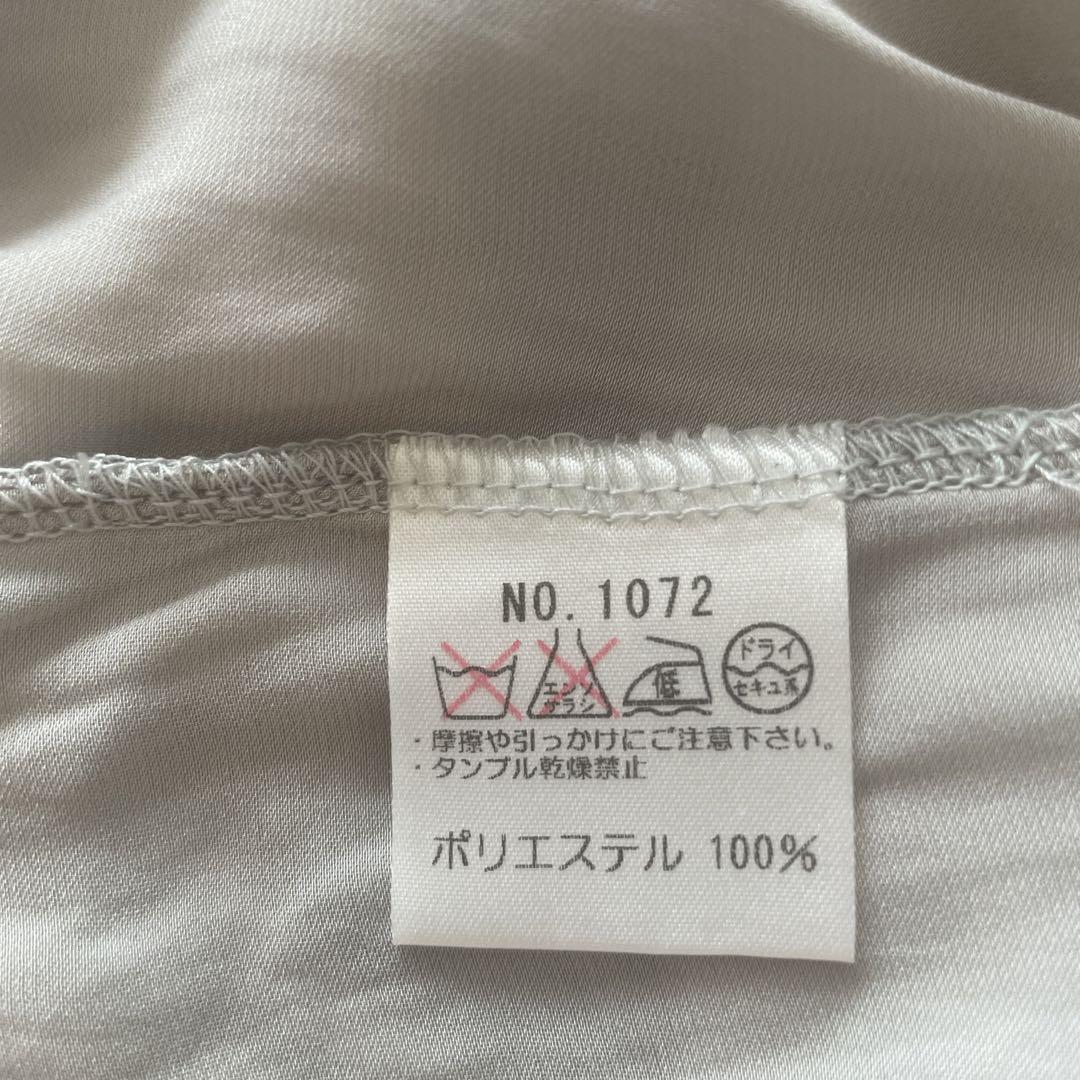 NO.1072
エンソ
サラシ
低
ドライ
セキユ系
・摩擦や引っかけにご注意下さい。
・タンブル乾燥禁止
ポリエステル 100%